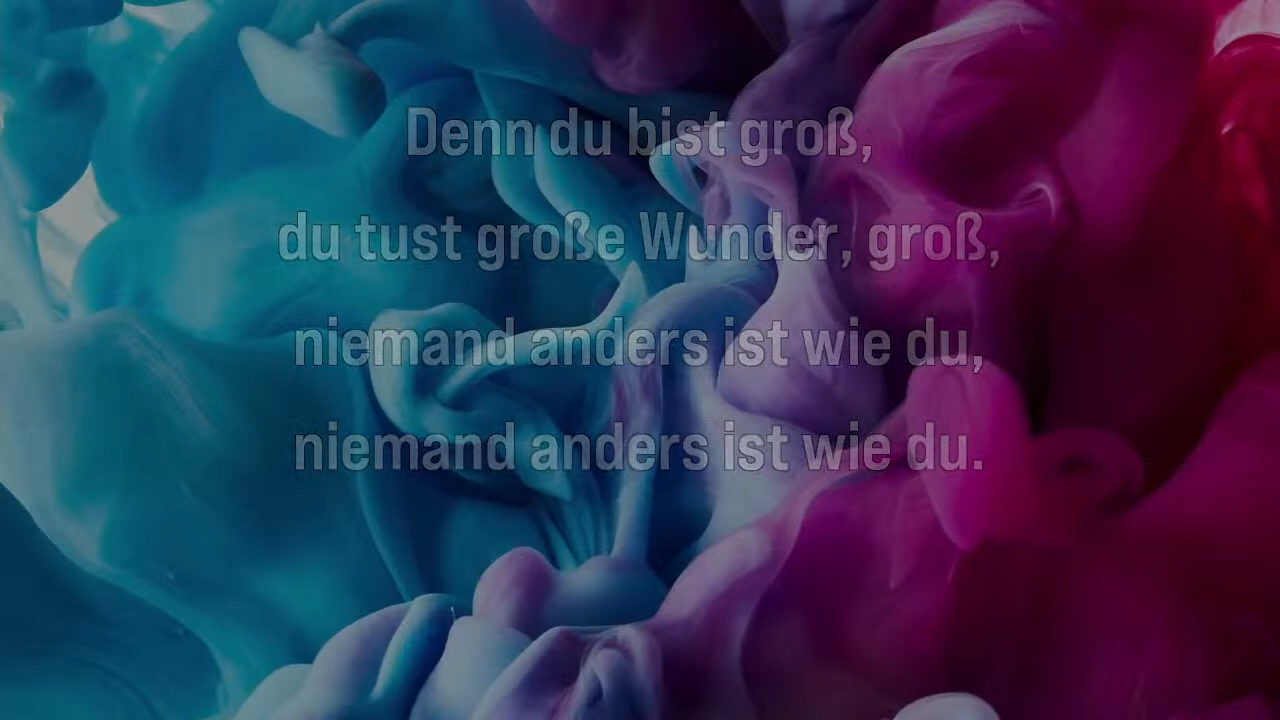 Denn du bist groß,
du tust große Wunder, groß,
niemand anders ist wie du,
niemand anders ist wie du.